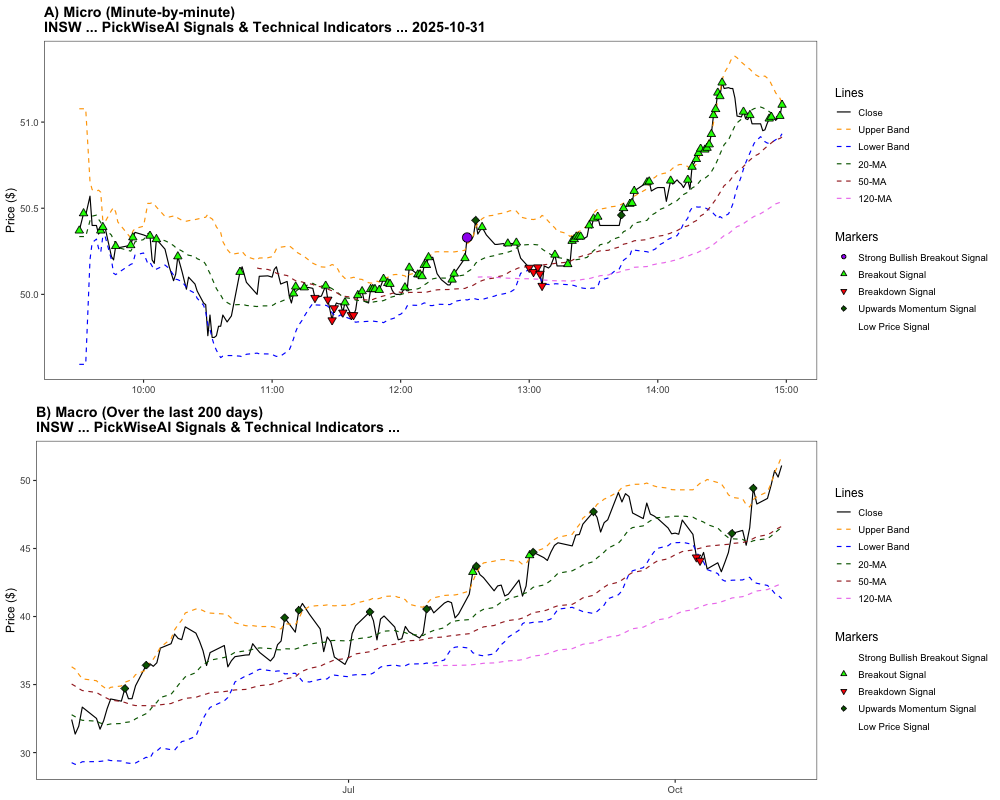 A) Micro (Minute-by-minute)
INSW ... PickWiseAI Signals & Technical Indicators ... 2025-10-31
Price ($)
51.0
50.5
50.0
10:00 11:00 12:00 13:00 14:00 15:00
Lines
Close
Upper Band
Lower Band
20-MA
50-MA
120-MA
Markers
Strong Bullish Breakout Signal
Breakout Signal
Breakdown Signal
Upwards Momentum Signal
Low Price Signal
B) Macro (Over the last 200 days)
INSW ... PickWiseAI Signals & Technical Indicators ...
Price ($)
50
45
40
35
30
Jul Oct
Lines
Close
Upper Band
Lower Band
20-MA
50-MA
120-MA
Markers
Strong Bullish Breakout Signal
Breakout Signal
Breakdown Signal
Upwards Momentum Signal
Low Price Signal